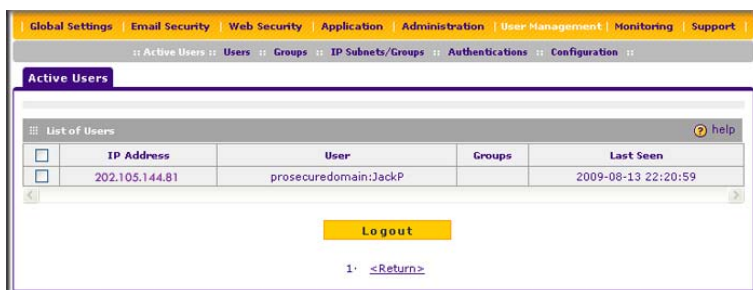 Global Settings | Email Security | Web Security | Application | Administration | User Management | Monitoring | Support
:: Active Users :: Users :: Groups :: IP Subnets/Groups :: Authentications :: Configuration ::
Active Users
List of Users ? help
IP Address User Groups Last Seen
202.105.144.81 prosecuredomain:JackP 2009-08-13 22:20:59
Logout
1· <Return>